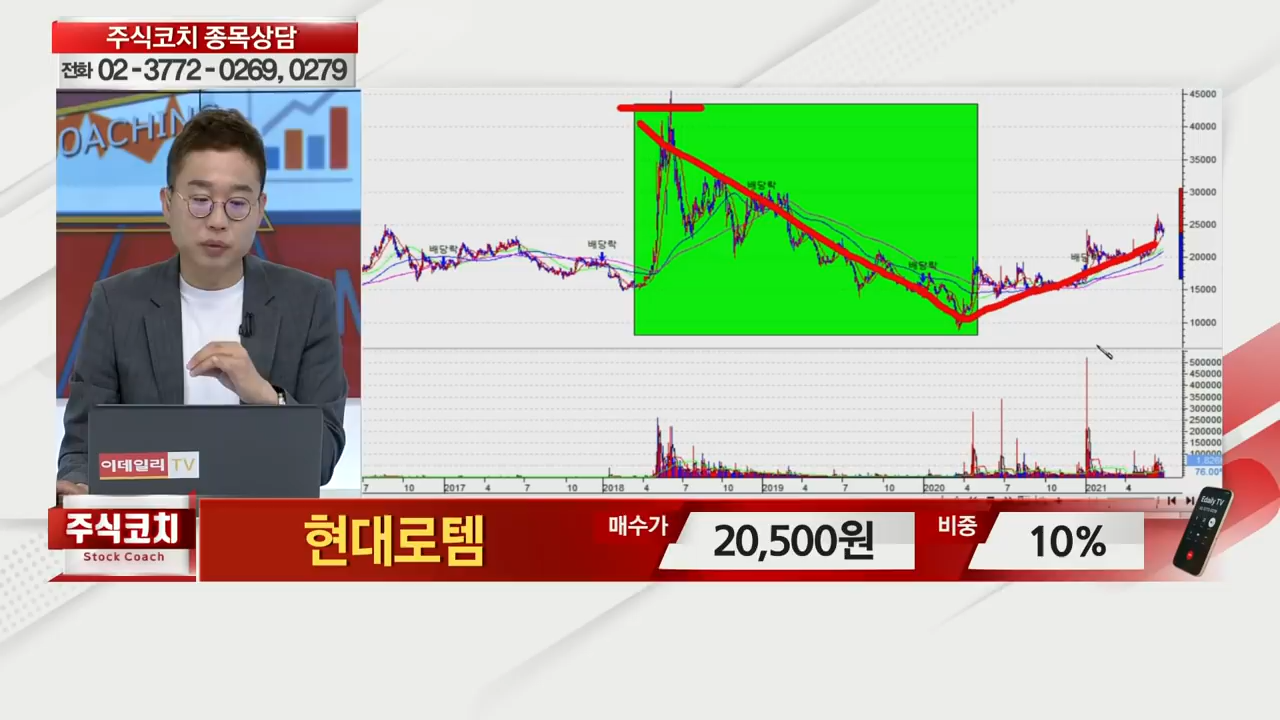 주식코치 종목상담
전화 02-3772-0269, 0279
OACHING
45000
40000
35000
30000
25000
20000
15000
10000
배당락
배당락
배당락
배당락
배당
500000
450000
400000
350000
300000
250000
200000
150000
100000
76.00*
7 10 2017 4 7 10 2018 4 7 10 2019 4 7 10 2020 4 7 10 2021 4
이데일리 TV
주식코치
Stock Coach
현대로템
매수가
20,500원
비중
10%
Edaily TV